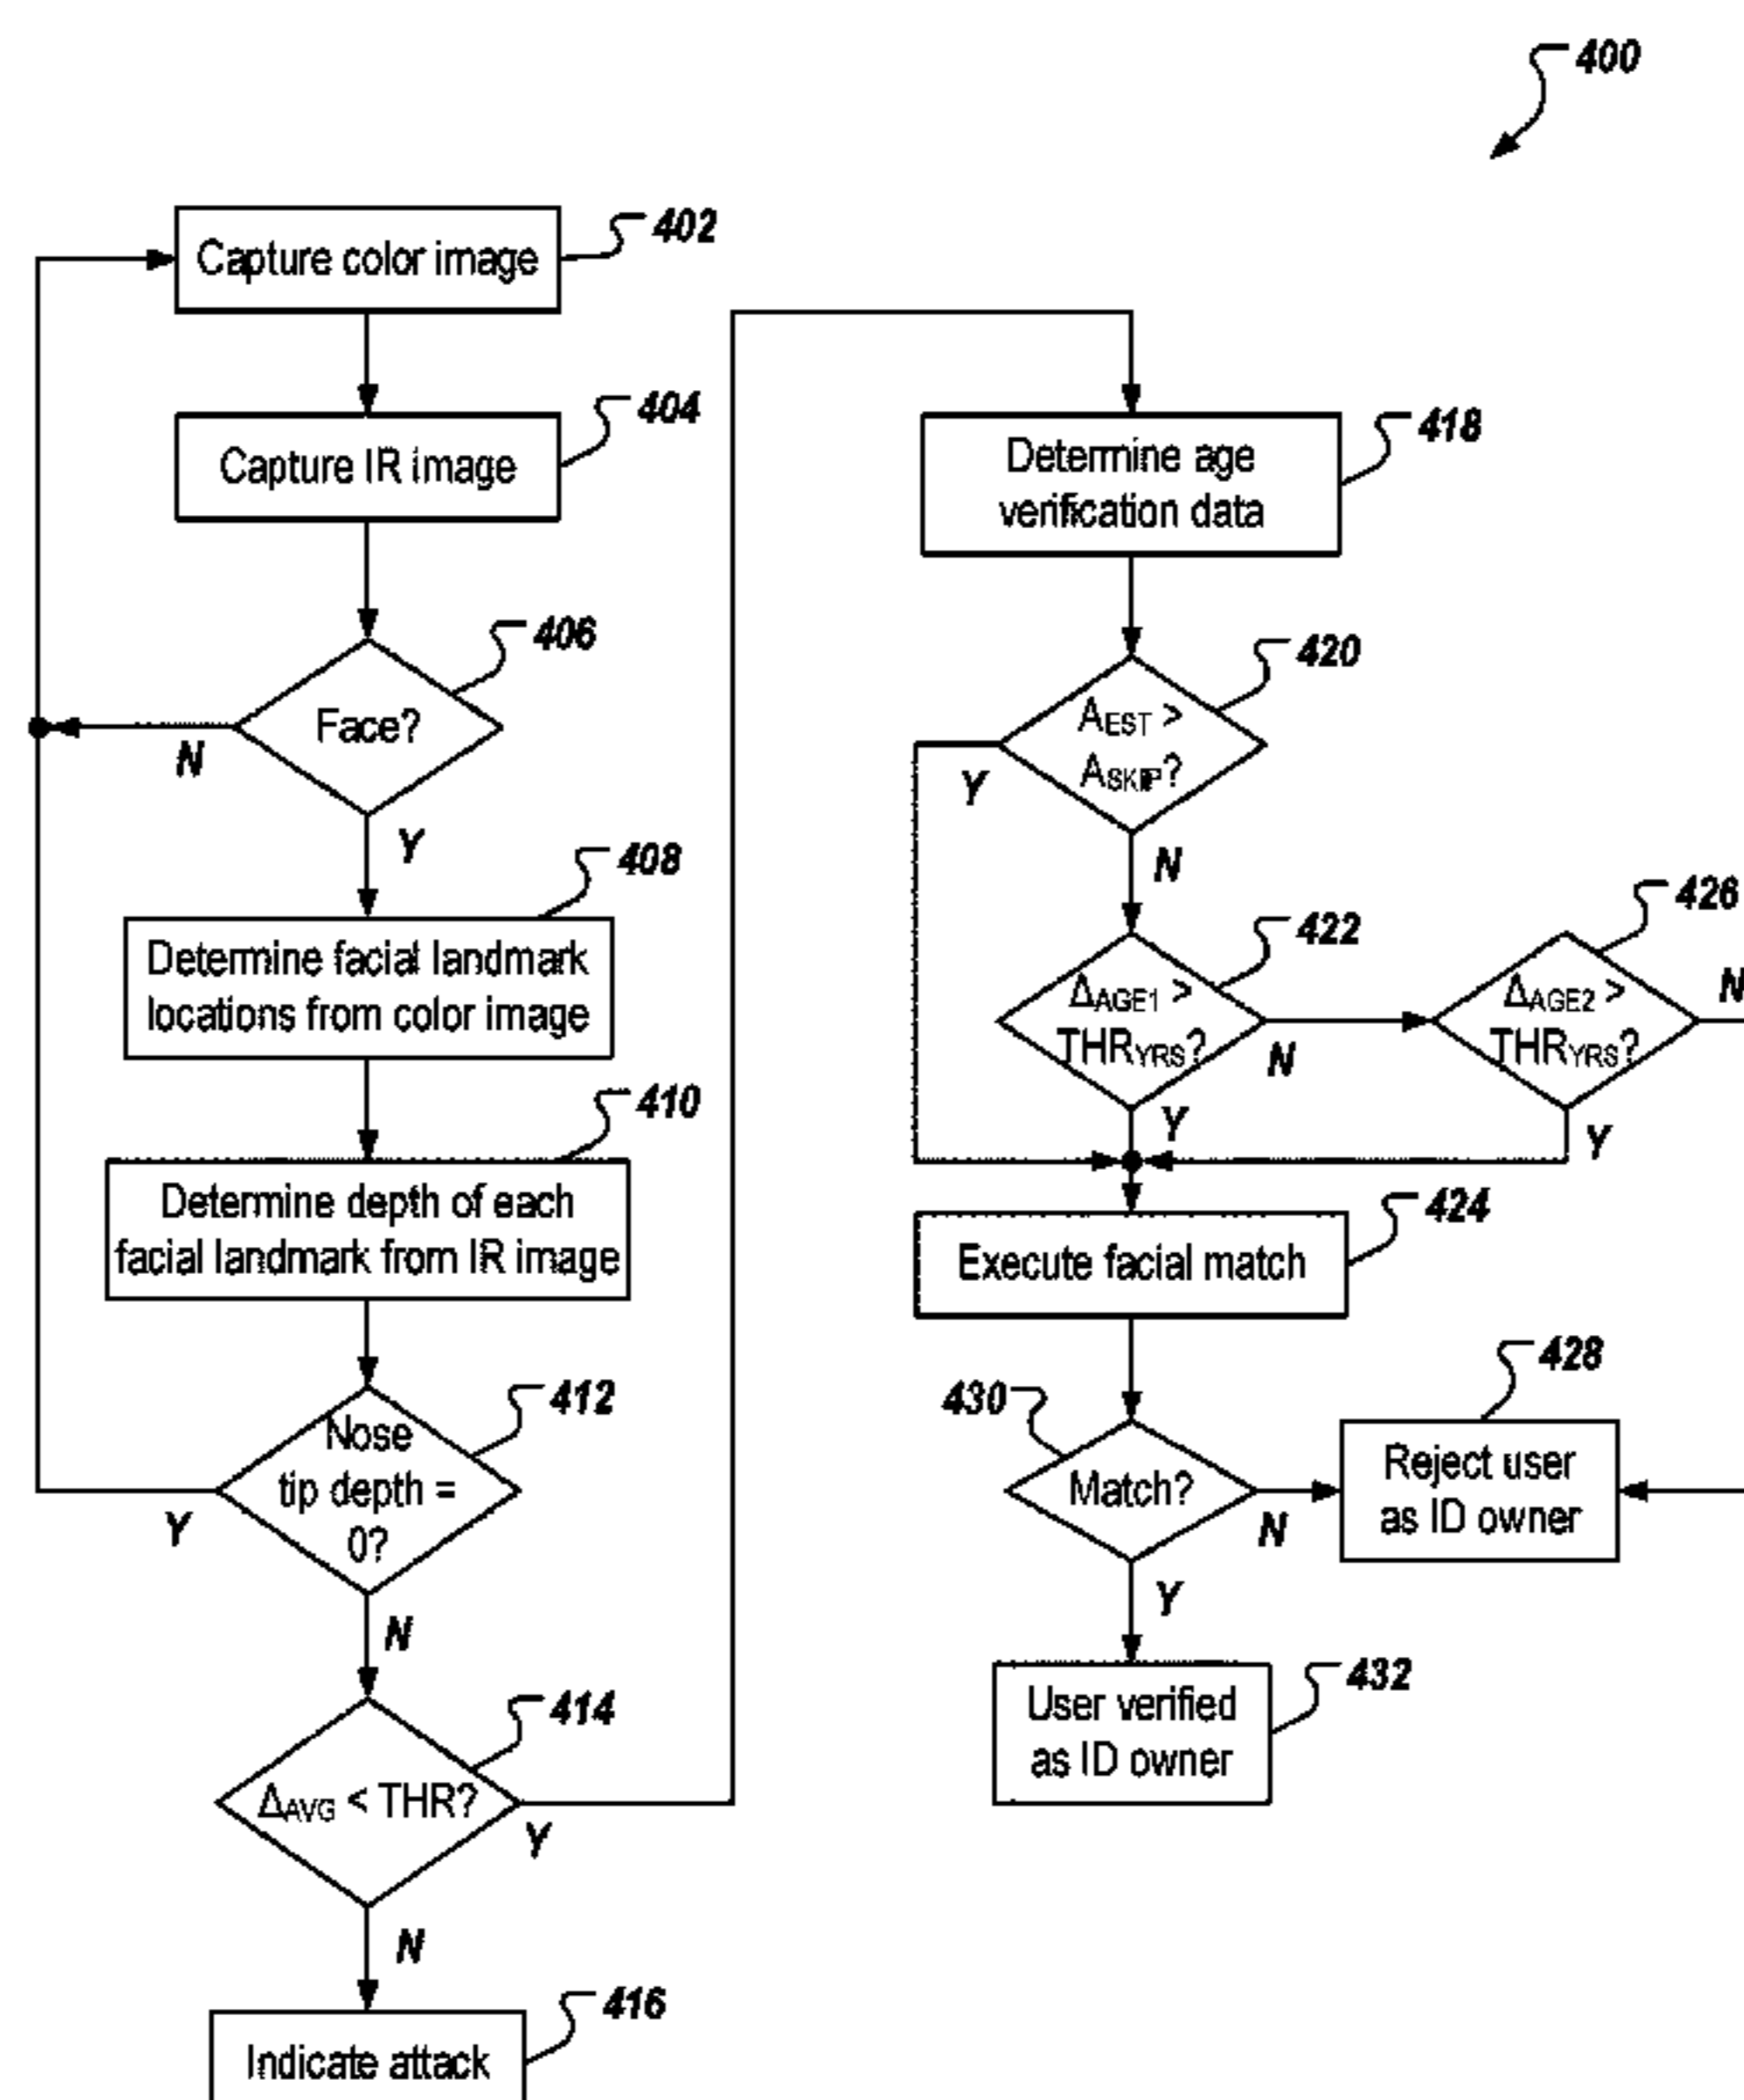 400
Capture color image
402
Capture IR image
404
Face?
406
N
Y
Determine facial landmark
locations from color image
408
Determine depth of each
facial landmark from IR image
410
Nose
tip depth =
0?
412
Y
N
ΔAVG < THR?
414
Y
N
Indicate attack
416
Determine age
verification data
418
AEST >
ASKIP?
420
Y
N
ΔAGE1 >
THRYRS?
422
N
Y
ΔAGE2 >
THRYRS?
426
N
Y
Execute facial match
424
Match?
430
N
Y
Reject user
as ID owner
428
User verified
as ID owner
432